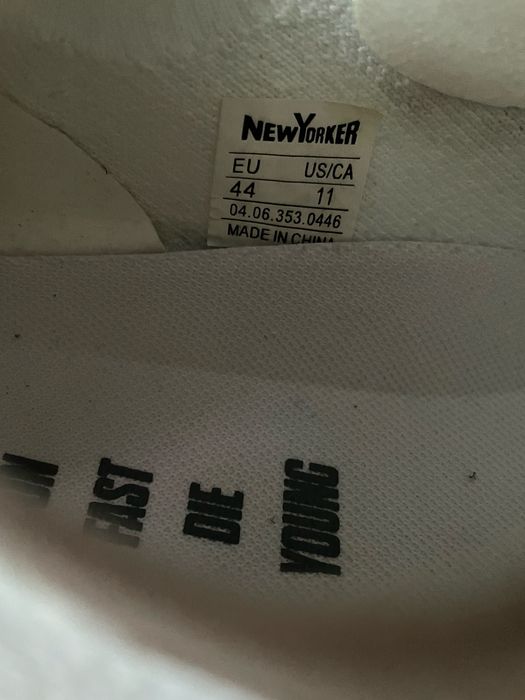 NEWYORKER
EU US/CA
44 11
04.06.353.0446
MADE IN CHINA
FAST
DIE
YOUNG